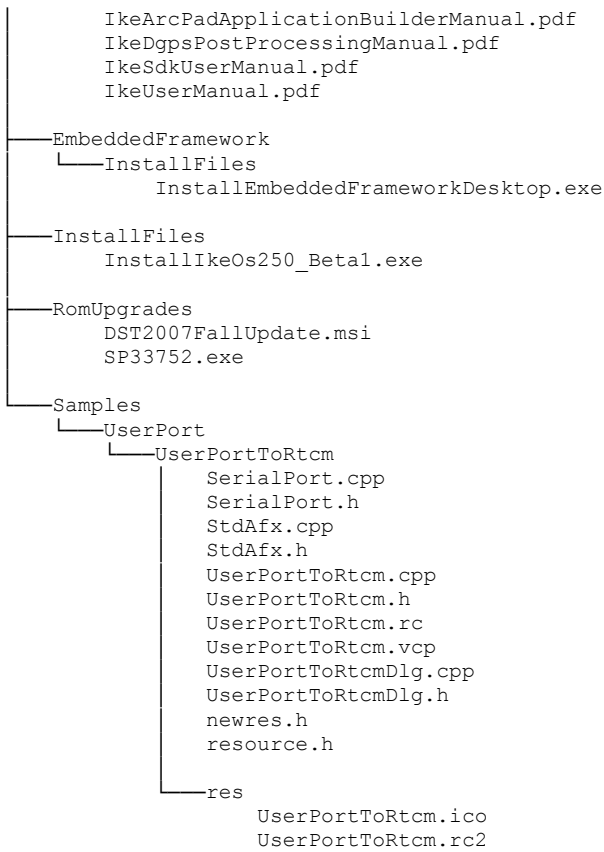 IkeArcPadApplicationBuilderManual.pdf
IkeDgpsPostProcessingManual.pdf
IkeSdkUserManual.pdf
IkeUserManual.pdf
EmbeddedFramework
InstallFiles
InstallEmbeddedFrameworkDesktop.exe
InstallFiles
InstallIkeOs250_Beta1.exe
RomUpgrades
DST2007FallUpdate.msi
SP33752.exe
Samples
UserPort
UserPortToRtcm
SerialPort.cpp
SerialPort.h
StdAfx.cpp
StdAfx.h
UserPortToRtcm.cpp
UserPortToRtcm.h
UserPortToRtcm.rc
UserPortToRtcm.vcp
UserPortToRtcmDlg.cpp
UserPortToRtcmDlg.h
newres.h
resource.h
res
UserPortToRtcm.ico
UserPortToRtcm.rc2